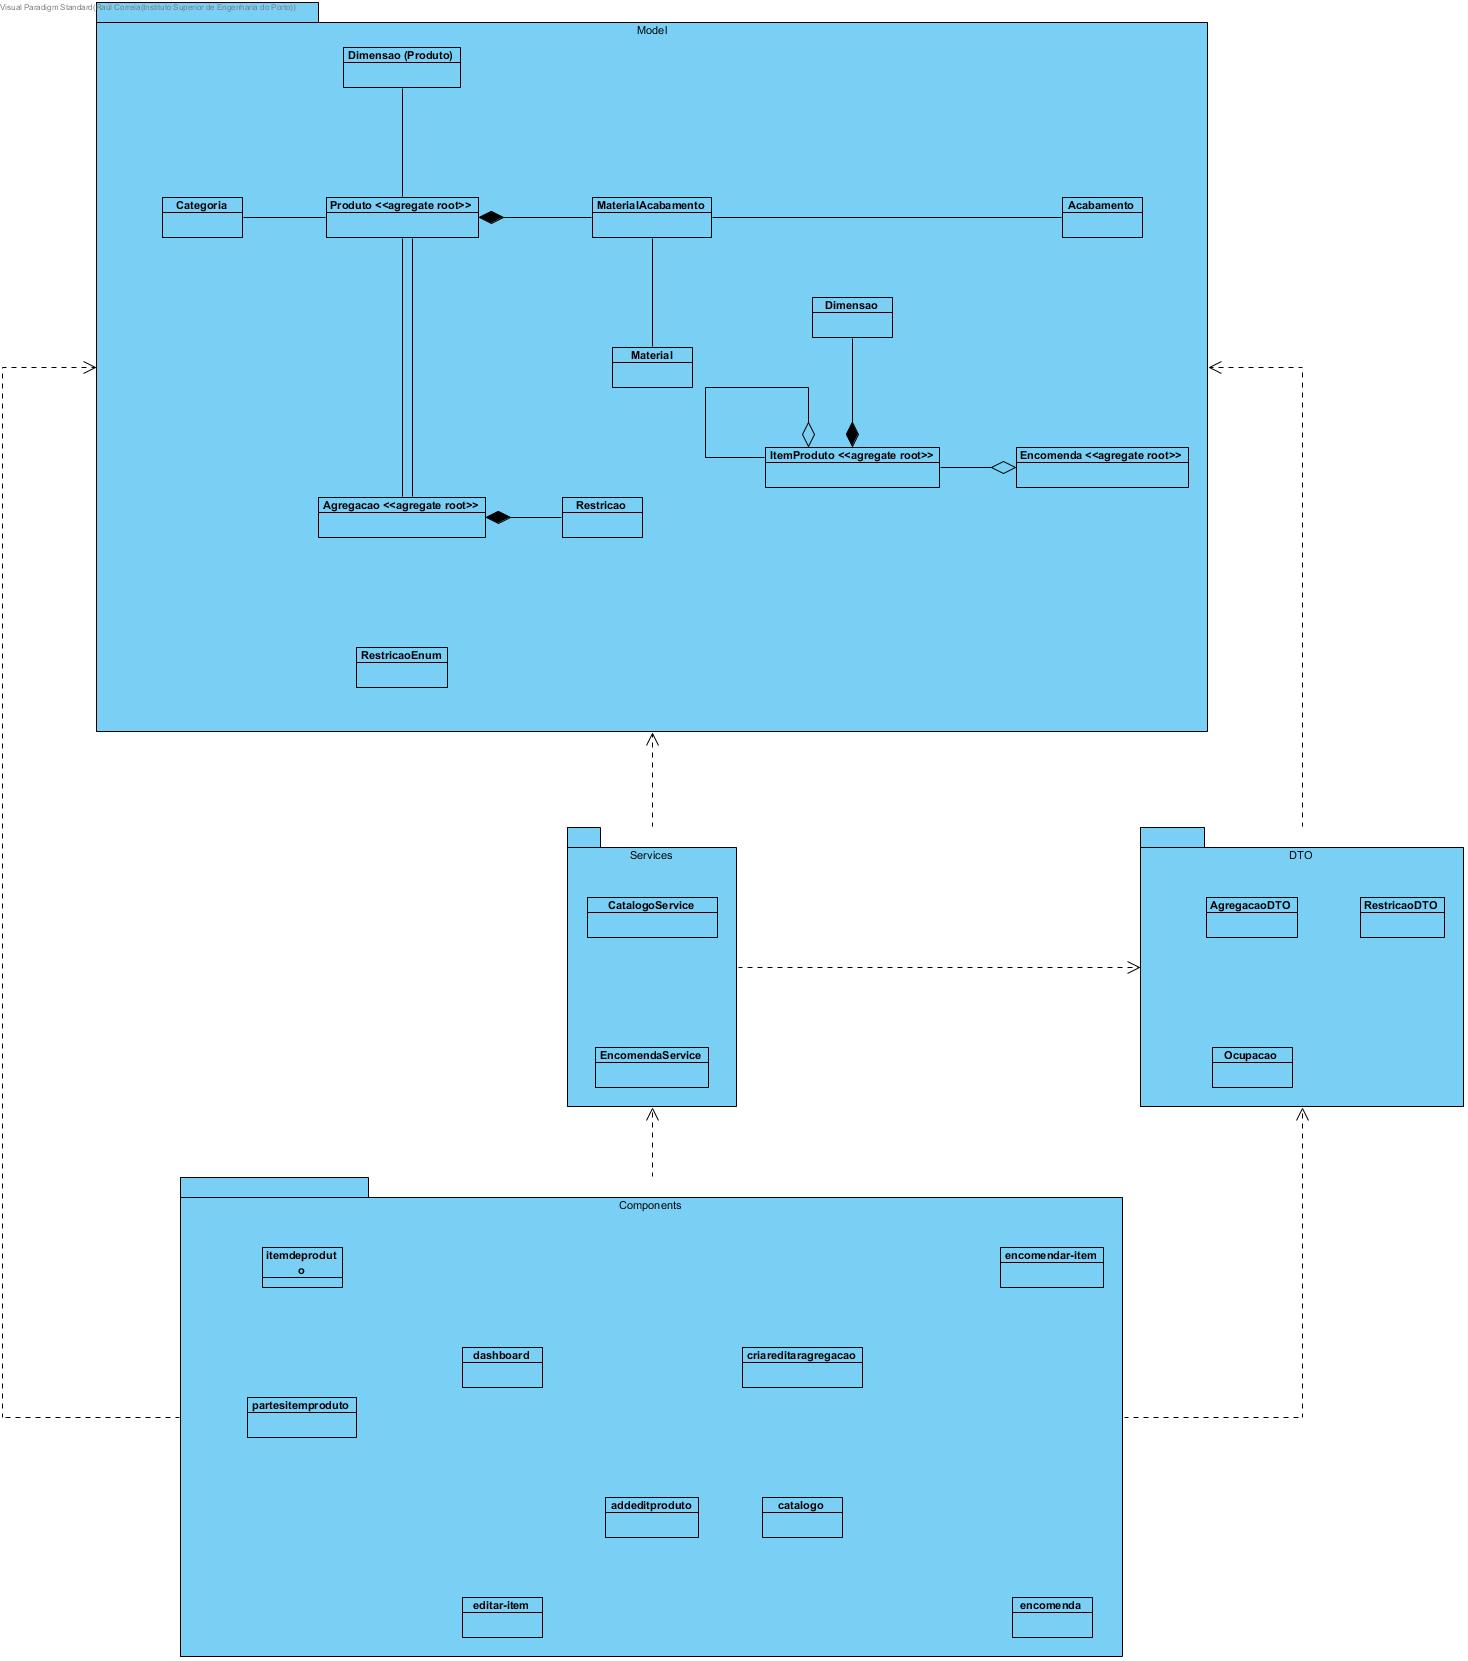 Visual Paradigm Standard(Raul Correia(Instituto Superior de Engenharia do Porto))
Model
Dimensao (Produto)
Categoria
Produto <<agregate root>>
MaterialAcabamento
Acabamento
Dimensao
Material
ItemProduto <<agregate root>>
Encomenda <<agregate root>>
Agregacao <<agregate root>>
Restricao
RestricaoEnum
Services
CatalogoService
EncomendaService
DTO
AgregacaoDTO
RestricaoDTO
Ocupacao
Components
itemdeprodut
o
encomendar-item
dashboard
criareditaragregacao
partesitemproduto
addeditproduto
catalogo
editar-item
encomenda